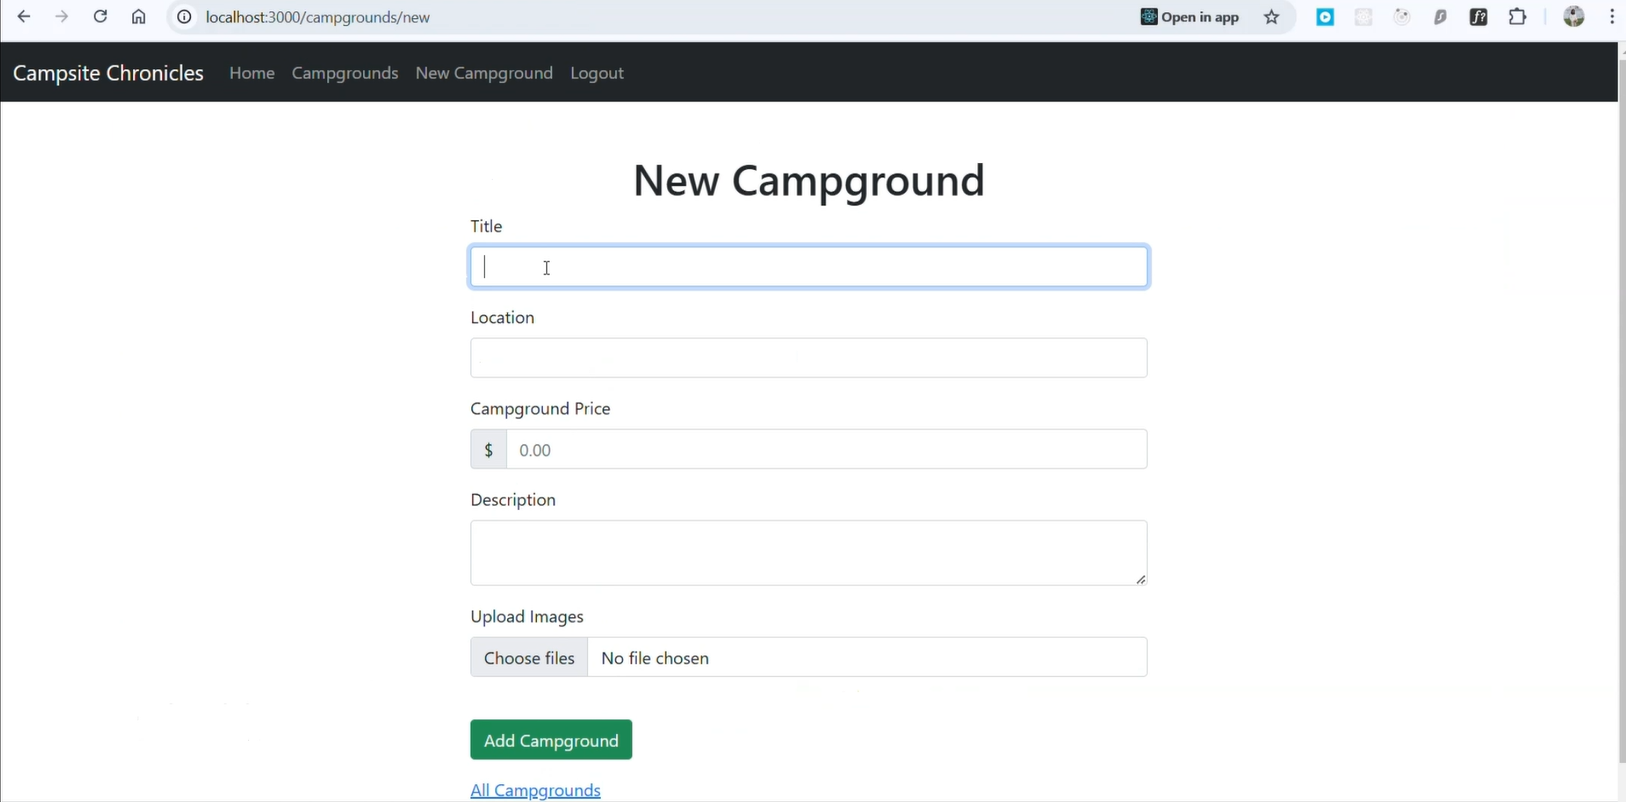 localhost:3000/campgrounds/new Open in app
Campsite Chronicles Home Campgrounds New Campground Logout
New Campground
Title
Location
Campground Price
$ 0.00
Description
Upload Images
Choose files No file chosen
Add Campground
All Campgrounds